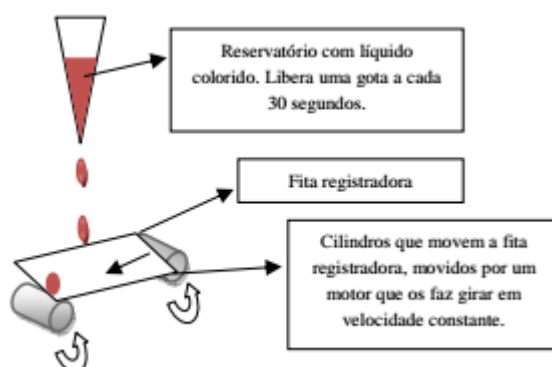 Reservatório com líquido
colorido. Libera uma gota a cada
30 segundos.
Fita registradora
Cilindros que movem a fita
registradora, movidos por um
motor que os faz girar em
velocidade constante.